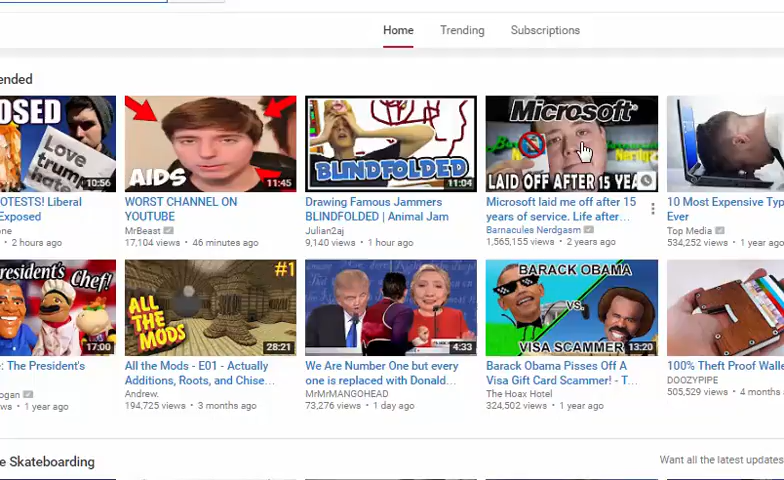 Home Trending Subscriptions
ended
OSED
Love
trump
hate
10:56
AIDS
11:45
BLINDFOLDED
11:04
Microsoft
LAID OFF AFTER 15 YEA
OTESTS! Liberal
Exposed
ne • 2 hours ago
WORST CHANNEL ON
YOUTUBE
MrBeast
17,104 views • 46 minutes ago
Drawing Famous Jammers
BLINDFOLDED | Animal Jam
Julian2aj
9,140 views • 1 hour ago
Microsoft laid me off after 15
years of service. Life after...
Barnacules Nerdgasm
1,565,155 views • 2 years ago
10 Most Expensive Typ
Ever
Top Media
534,252 views • 1 year ag
resident's
Chef!
17:00
#1
ALL
THE
MODS
28:21
4:33
BARACK OBAMA
VS.
VISA SCAMMER
13:20
: The President's
ogan
ws • 1 year ago
All the Mods - E01 - Actually
Additions, Roots, and Chise...
Andrew.
194,725 views • 3 months ago
We Are Number One but every
one is replaced with Donald...
MrMrMANGOHEAD
73,276 views • 1 day ago
Barack Obama Pisses Off A
Visa Gift Card Scammer! - T...
The Hoax Hotel
324,502 views • 1 year ago
100% Theft Proof Walle
DOOZYPIPE
505,529 views • 4 months
e Skateboarding
Want all the latest updates